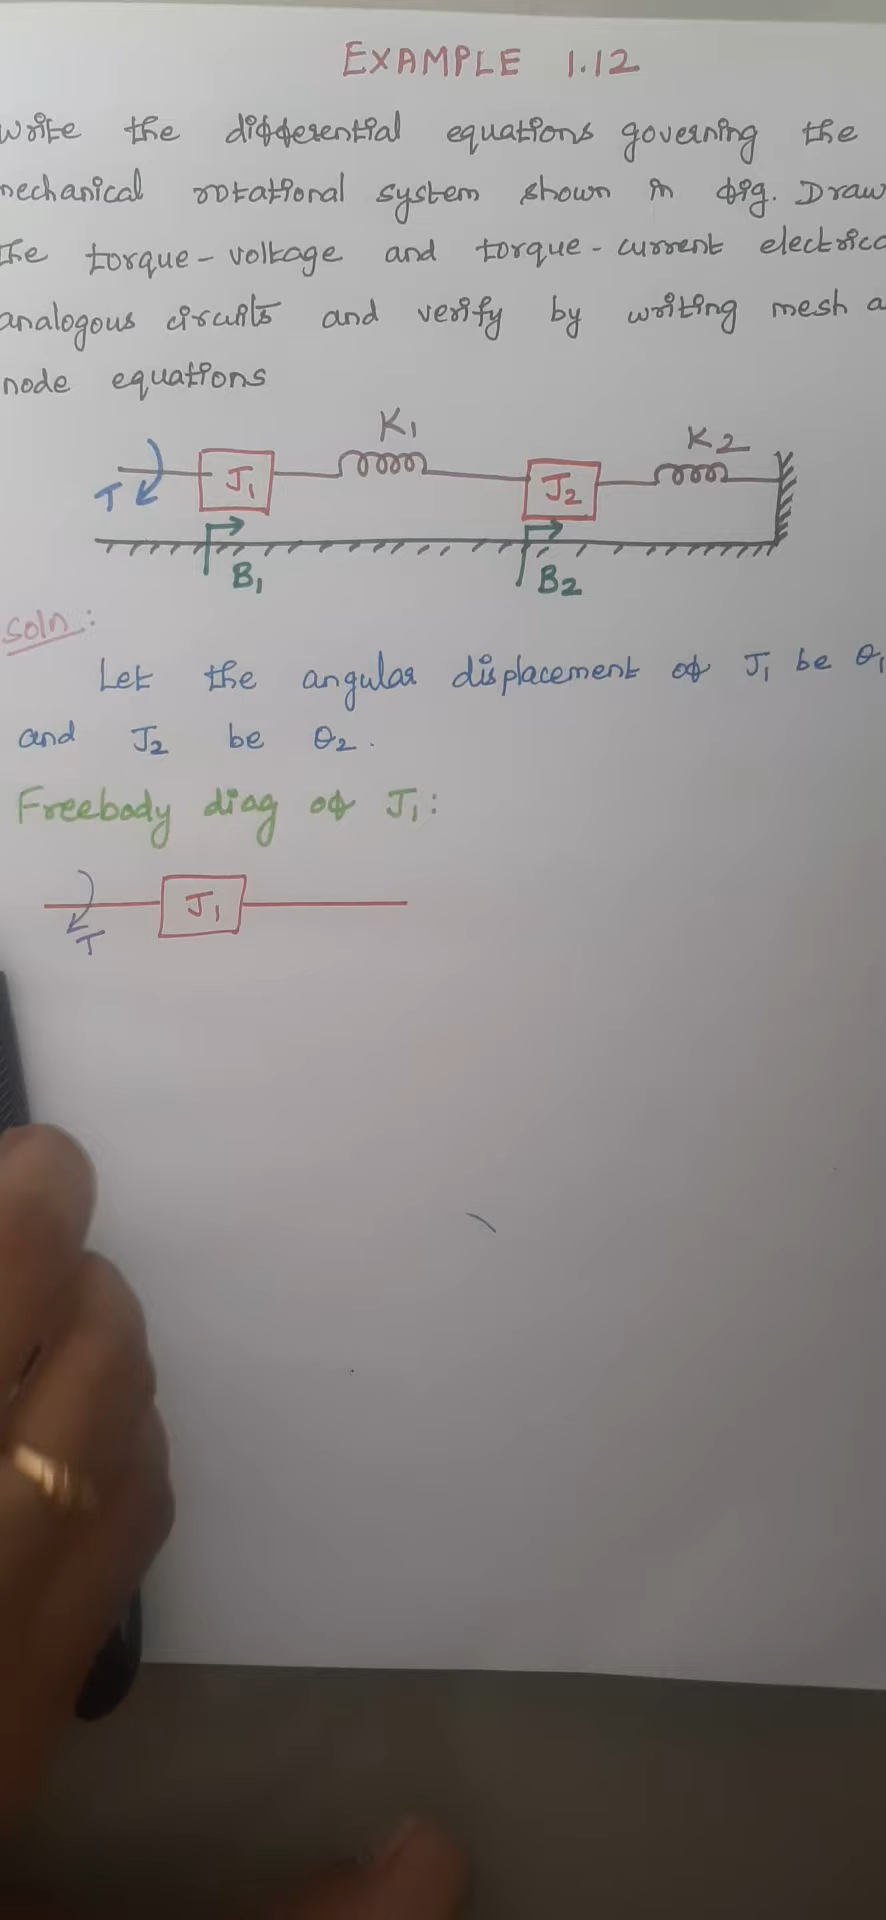 EXAMPLE 1.12
write the differential equations governing the
mechanical rotational system shown in fig. Draw
the torque-voltage and torque-current electrica
analogous circuits and verify by writing mesh a
node equations
K1 K2
T J1 J2
B1 B2
Soln:
Let the angular displacement of J1 be θ1
and J2 be θ2.
Freebody diag of J1:
J1
T